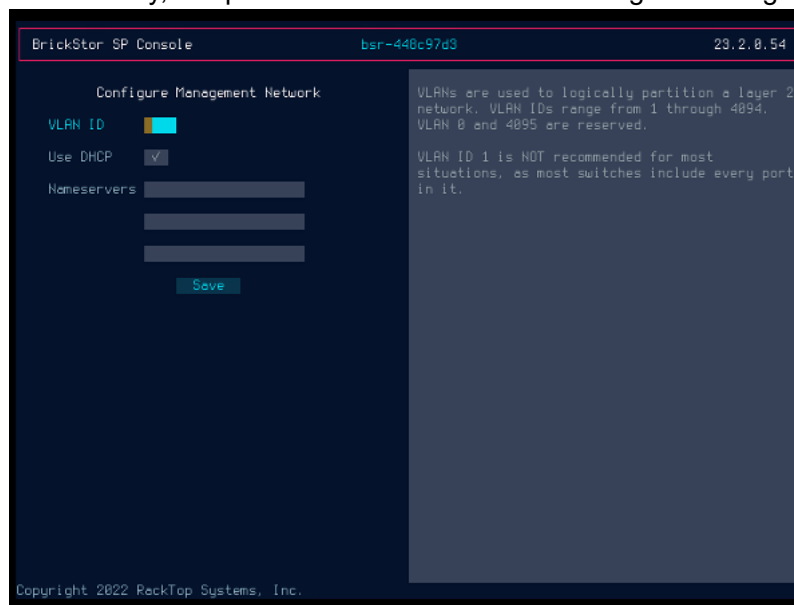 BrickStor SP Console bsr-448c97d3 23.2.0.54
Configure Management Network
VLAN ID
Use DHCP √
Nameservers
Save
VLANs are used to logically partition a layer 2
network. VLAN IDs range from 1 through 4094.
VLAN 0 and 4095 are reserved.
VLAN ID 1 is NOT recommended for most
situations, as most switches include every port
in it.
Copyright 2022 RackTop Systems, Inc.